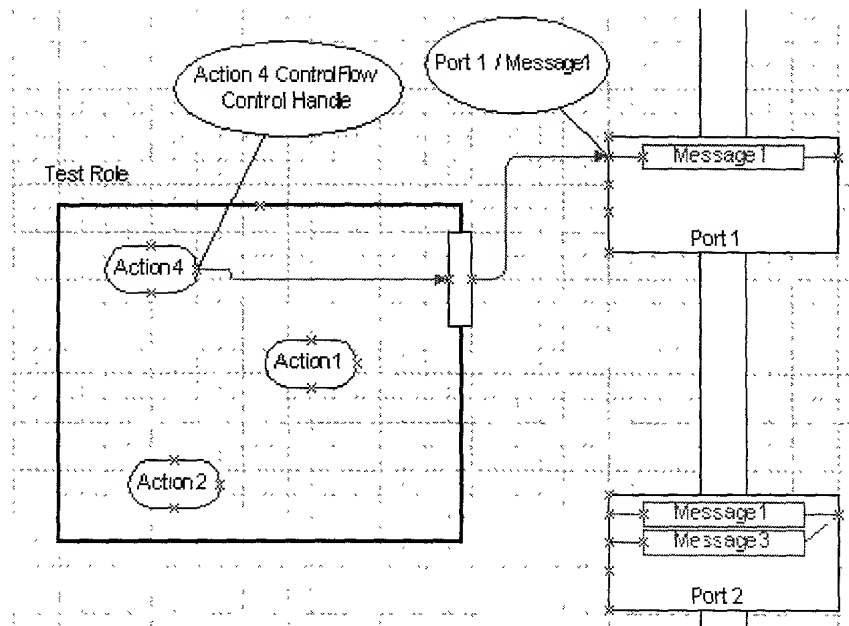 Action 4 ControlFlow
Control Handle
Port 1 / Message1
Message1
Port 1
Test Role
Action4
Action1
Action2
Message1
Message3
Port 2